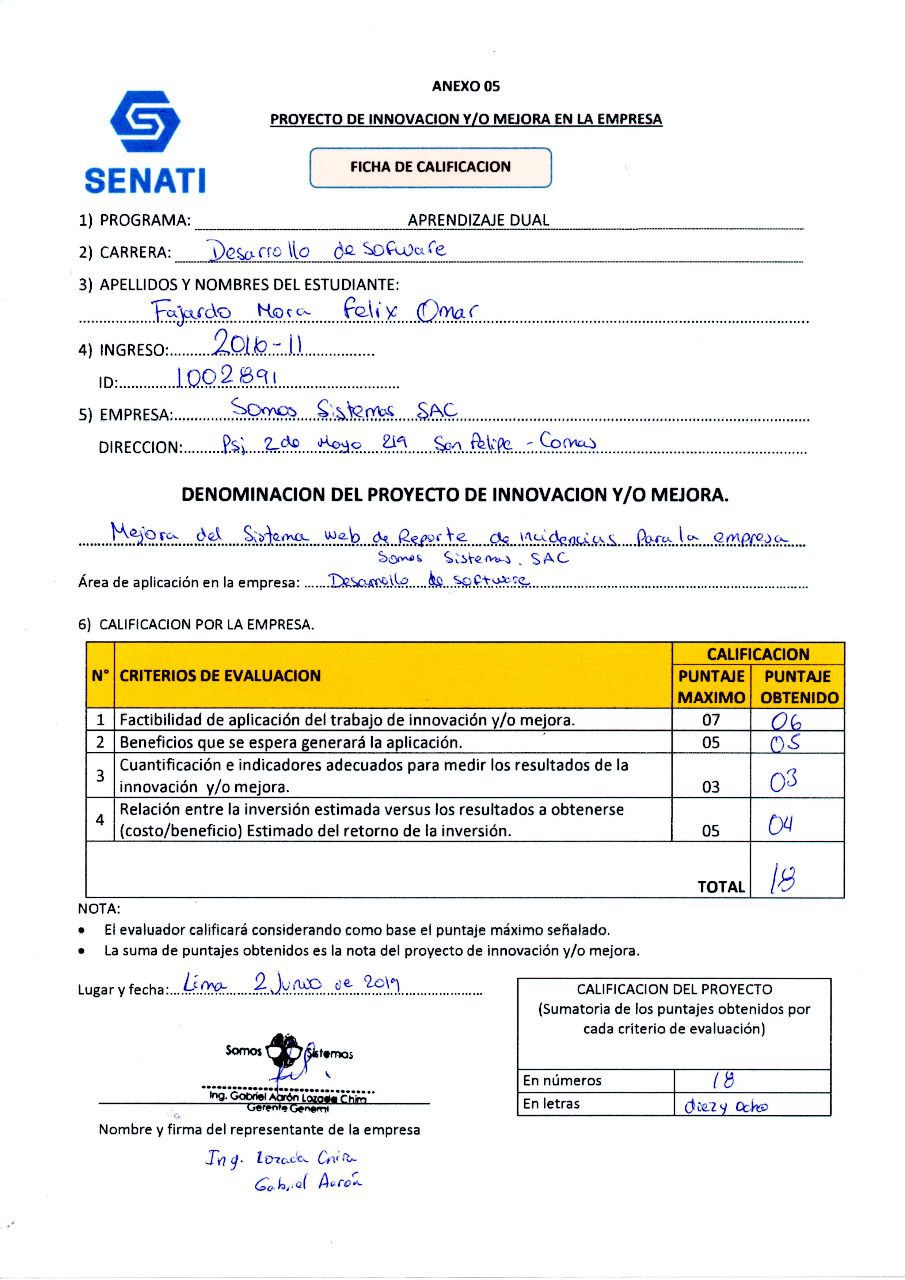 ANEXO 05
PROYECTO DE INNOVACION Y/O MEJORA EN LA EMPRESA
SENATI
FICHA DE CALIFICACION
1) PROGRAMA: APRENDIZAJE DUAL
2) CARRERA: Desarrollo de Sofware
3) APELLIDOS Y NOMBRES DEL ESTUDIANTE:
Fajardo Mora Felix Omar
4) INGRESO: 2016-11
ID: 1002891
5) EMPRESA: Somos Sistemas SAC
DIRECCION: Psj 2 de Mayo 219 San Felipe - Comas
DENOMINACION DEL PROYECTO DE INNOVACION Y/O MEJORA.
Mejora del Sistema web de Reporte de incidencias Para la empresa
Somos Sistemas. SAC
Área de aplicación en la empresa: Desarrollo de software
6) CALIFICACION POR LA EMPRESA.
N° CRITERIOS DE EVALUACION CALIFICACION
PUNTAJE MAXIMO PUNTAJE OBTENIDO
1 Factibilidad de aplicación del trabajo de innovación y/o mejora. 07 06
2 Beneficios que se espera generará la aplicación. 05 05
3 Cuantificación e indicadores adecuados para medir los resultados de la
innovación y/o mejora. 03 03
4 Relación entre la inversión estimada versus los resultados a obtenerse
(costo/beneficio) Estimado del retorno de la inversión. 05 04
TOTAL 18
NOTA:
• El evaluador calificará considerando como base el puntaje máximo señalado.
• La suma de puntajes obtenidos es la nota del proyecto de innovación y/o mejora.
Lugar y fecha: Lima 2 Junio de 2019
CALIFICACION DEL PROYECTO
(Sumatoria de los puntajes obtenidos por
cada criterio de evaluación)
En números 18
En letras diez y ocho
Somos Sistemas
Ing. Gabriel Aarón Lozada Chim
Gerente General
Nombre y firma del representante de la empresa
Ing. Lozada
Gabriel Aarón